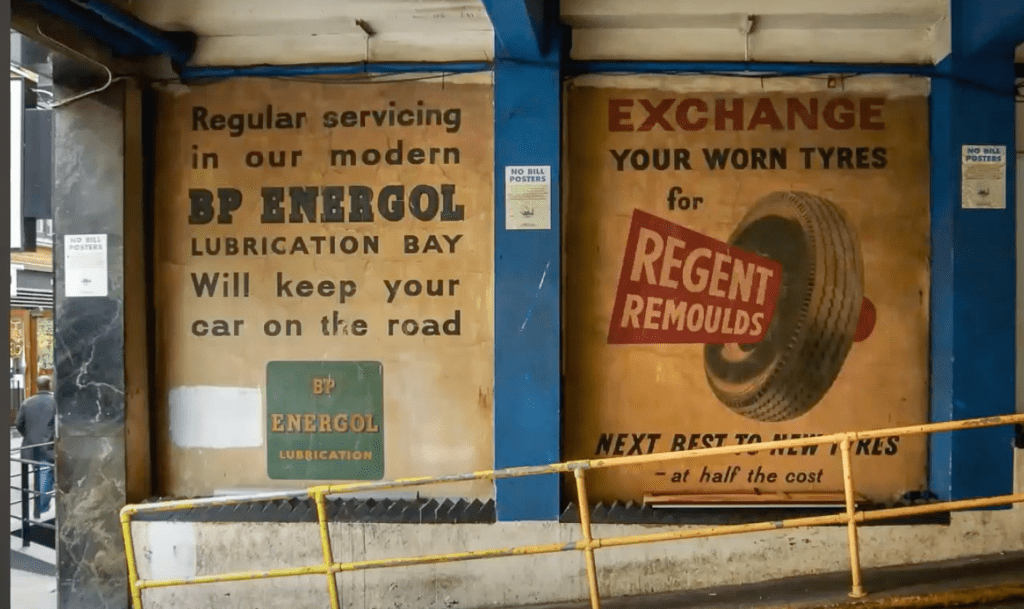 Regular servicing
in our modern
BP ENERGOL
LUBRICATION BAY
Will keep your
car on the road
BP
ENERGOL
LUBRICATION
EXCHANGE
YOUR WORN TYRES
for
REGENT
REMOULDS
NEXT BEST TO NEW TYRES
– at half the cost
NO BILL
POSTERS
NO BILL
POSTERS
NO BILL
POSTERS